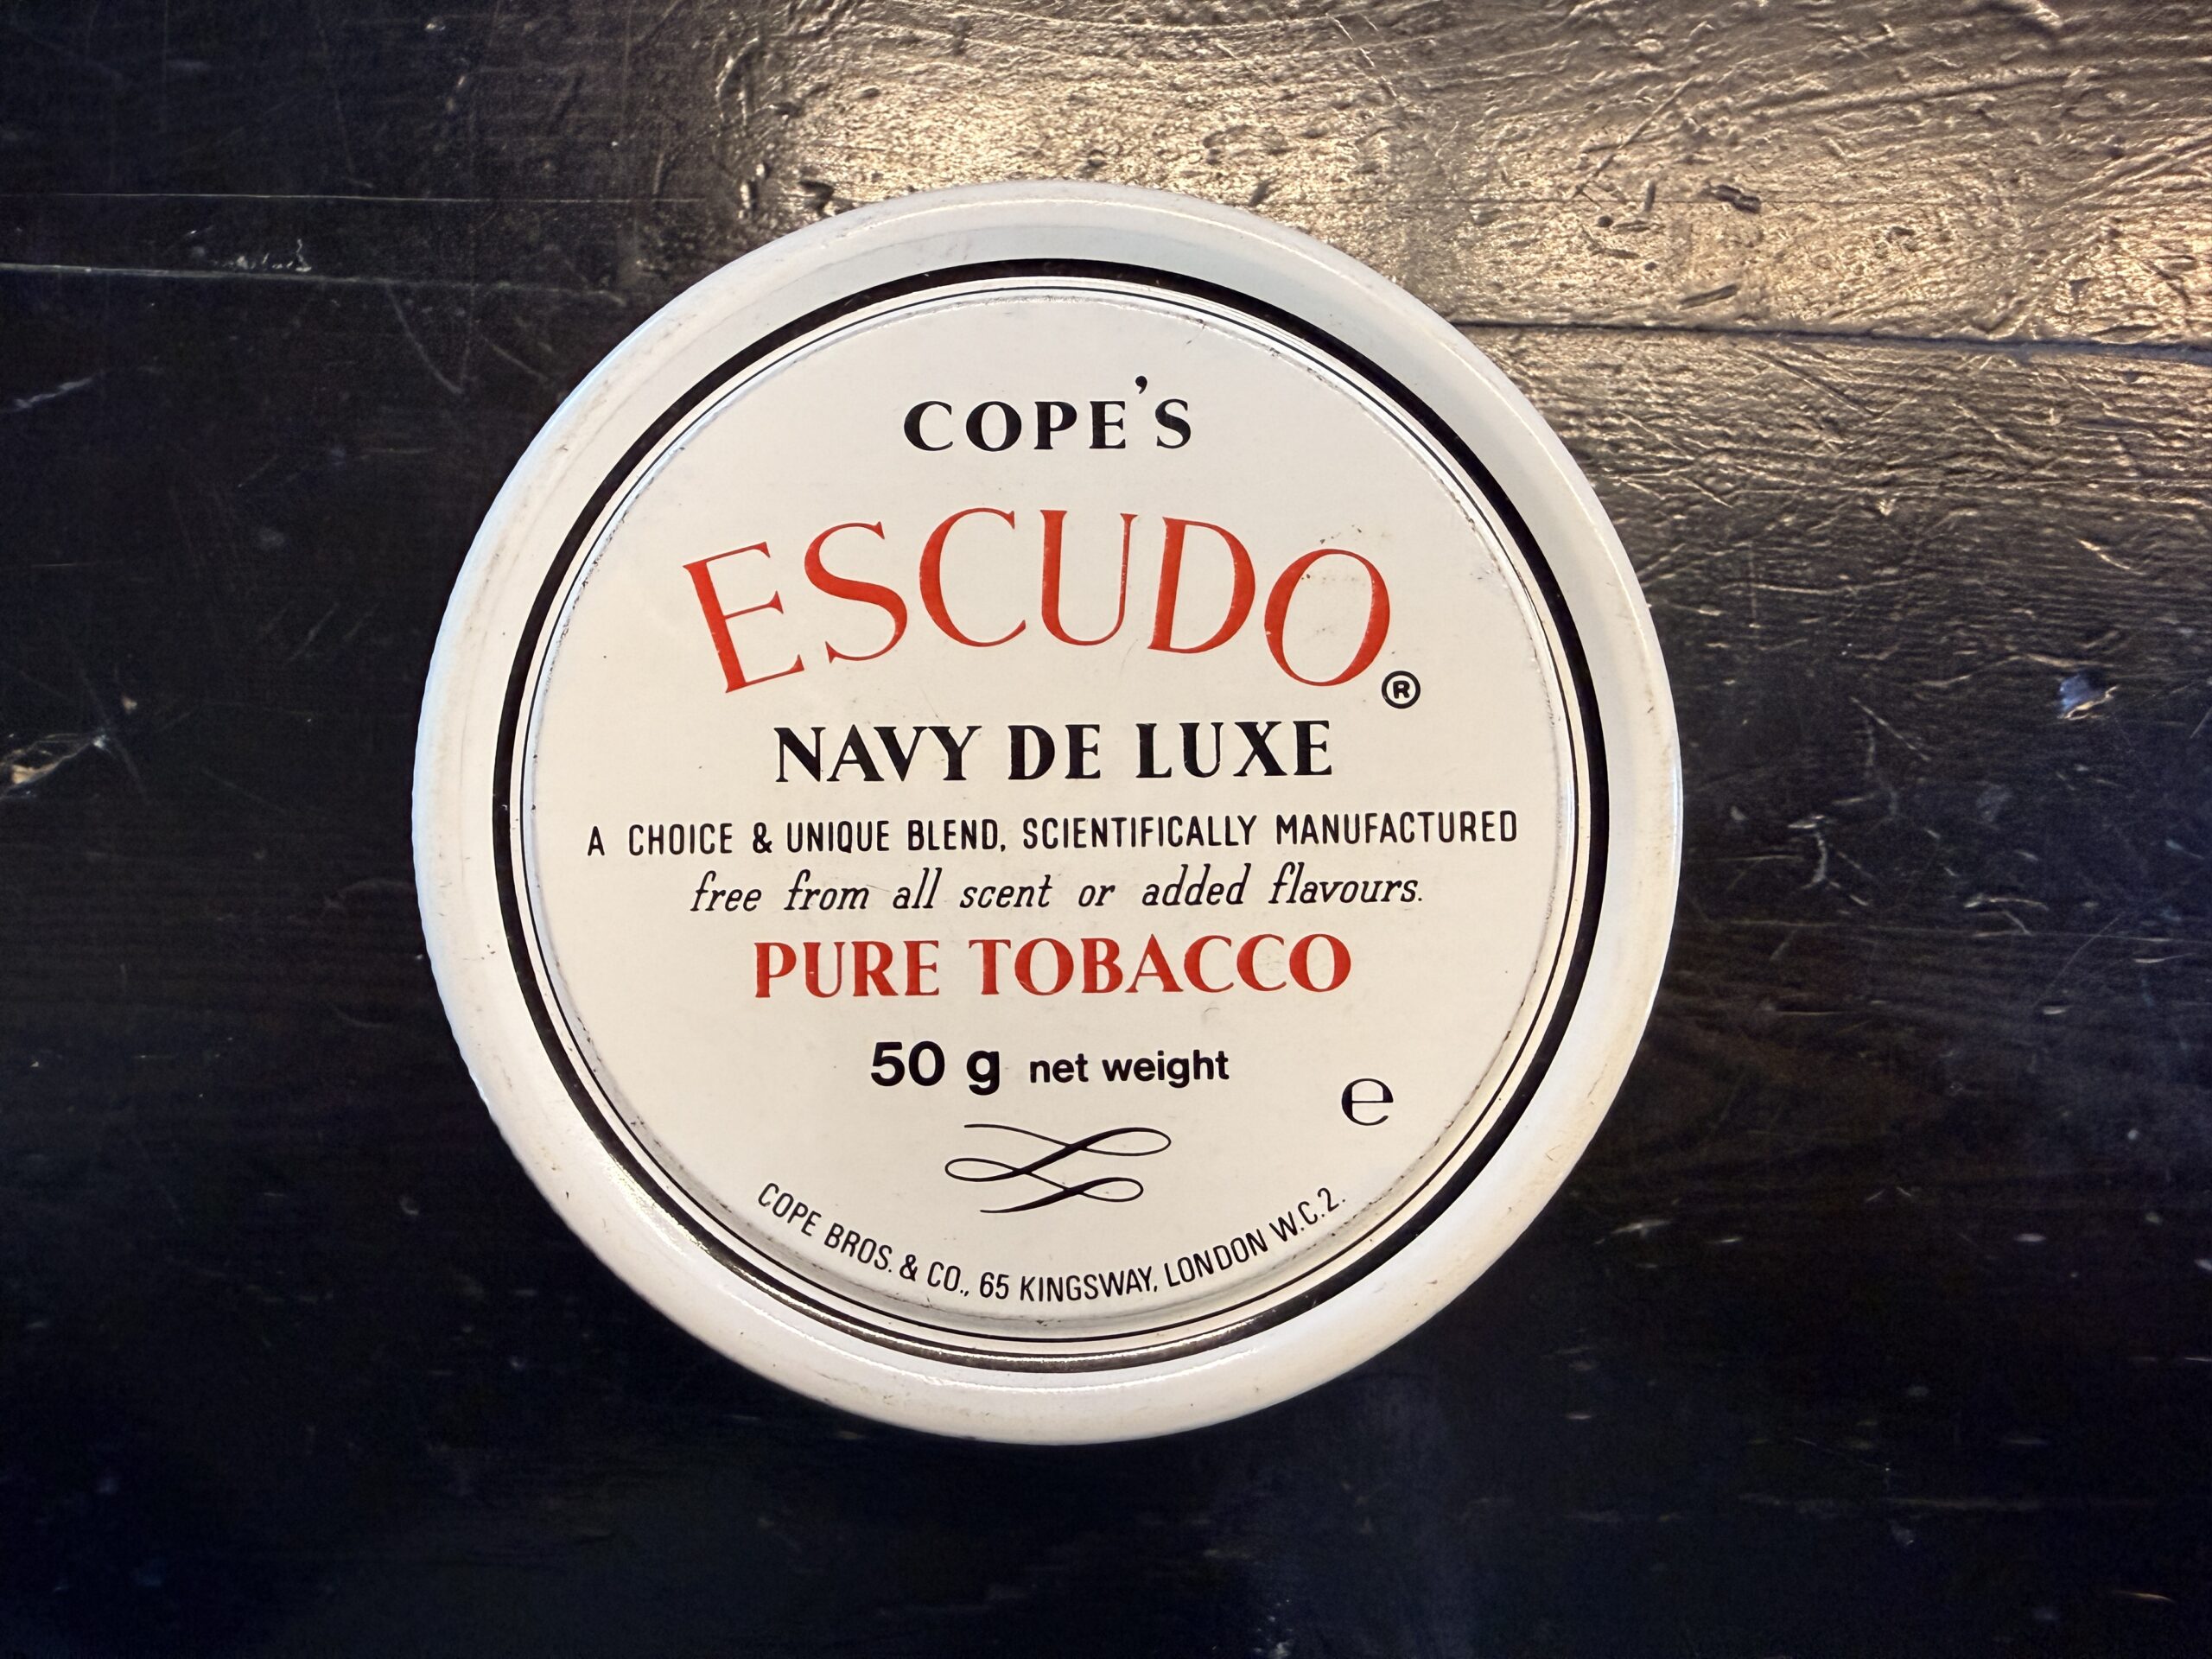 COPE'S
ESCUDO®
NAVY DE LUXE
A CHOICE & UNIQUE BLEND, SCIENTIFICALLY MANUFACTURED
free from all scent or added flavours.
PURE TOBACCO
50 g net weight
e
COPE BROS. & CO., 65 KINGSWAY, LONDON W.C.2.